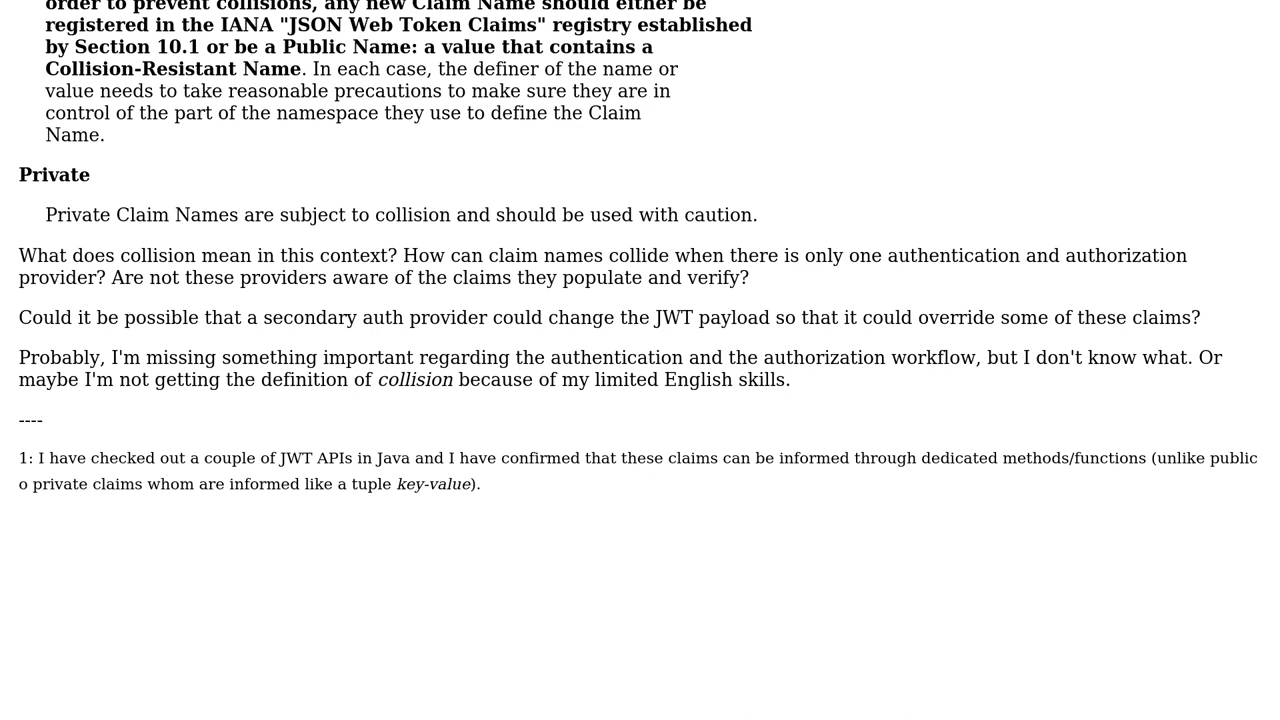 order to prevent collisions, any new Claim Name should either be
registered in the IANA "JSON Web Token Claims" registry established
by Section 10.1 or be a Public Name: a value that contains a
Collision-Resistant Name. In each case, the definer of the name or
value needs to take reasonable precautions to make sure they are in
control of the part of the namespace they use to define the Claim
Name.
Private
Private Claim Names are subject to collision and should be used with caution.
What does collision mean in this context? How can claim names collide when there is only one authentication and authorization
provider? Are not these providers aware of the claims they populate and verify?
Could it be possible that a secondary auth provider could change the JWT payload so that it could override some of these claims?
Probably, I'm missing something important regarding the authentication and the authorization workflow, but I don't know what. Or
maybe I'm not getting the definition of collision because of my limited English skills.
----
1: I have checked out a couple of JWT APIs in Java and I have confirmed that these claims can be informed through dedicated methods/functions (unlike public
o private claims whom are informed like a tuple key-value).